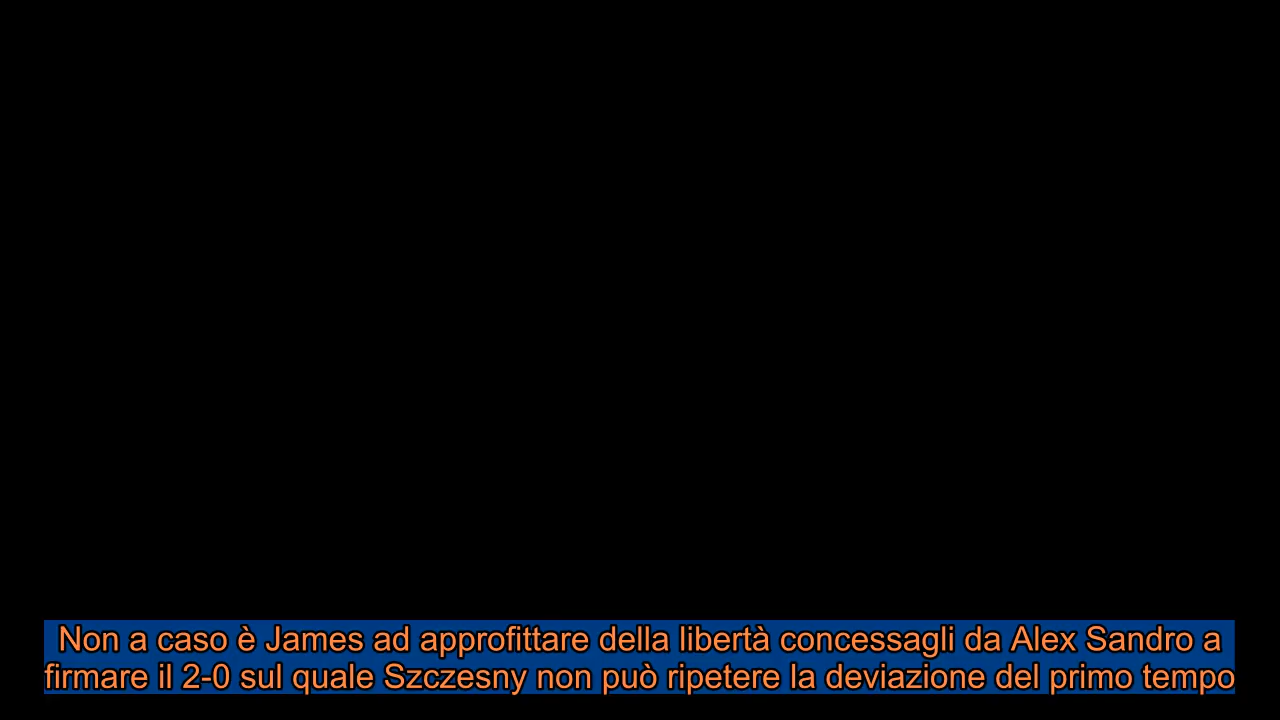 Non a caso è James ad approfittare della libertà concessagli da Alex Sandro a
firmare il 2-0 sul quale Szczesny non può ripetere la deviazione del primo tempo